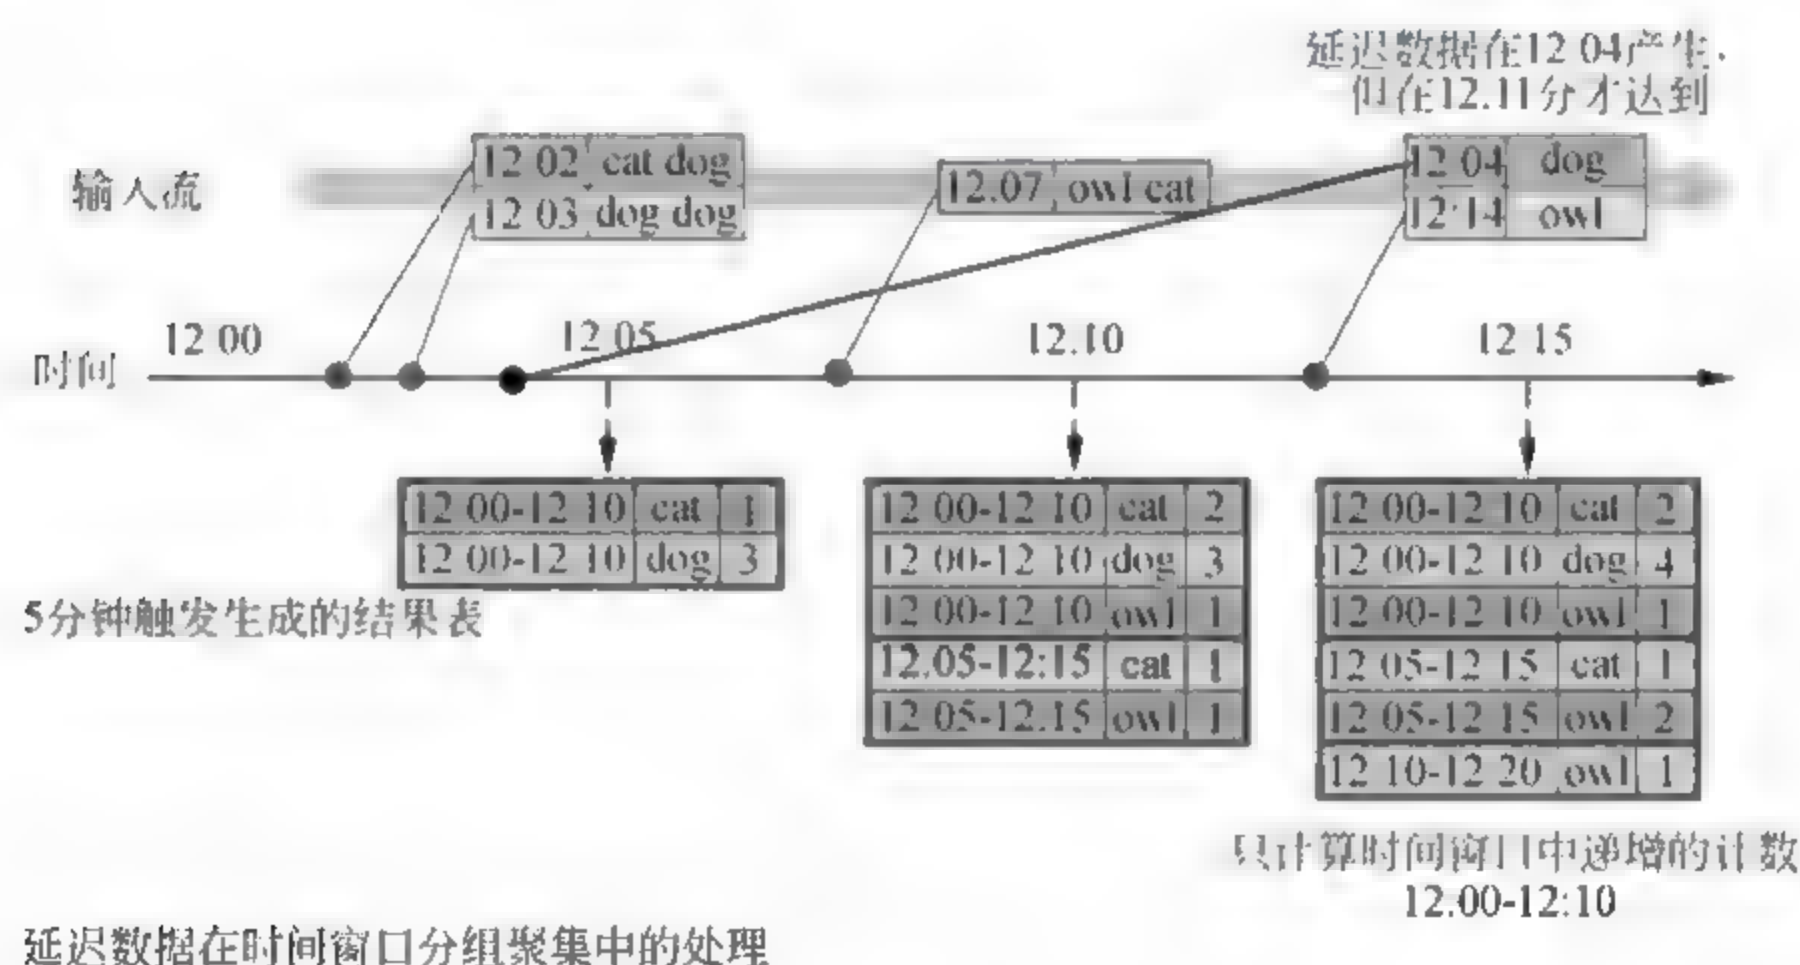 延迟数据在12 04产生,
但在12.11分才达到
输入流
12 02 cat dog
12 03 dog dog
12.07 owl cat
12 04 dog
12:14 owl
时间
12 00
12 05
12.10
12 15
12 00-12 10 cat 1
12 00-12 10 dog 3
12 00-12 10 cat 2
12 00-12 10 dog 3
12 00-12 10 owl 1
12.05-12:15 cat 1
12 05-12.15 owl 1
12 00-12 10 cat 2
12 00-12 10 dog 4
12 00-12 10 owl 1
12 05-12 15 cat 1
12 05-12 15 owl 2
12 10-12 20 owl 1
5分钟触发生成的结果表
只计算时间窗口中递增的计数
12.00-12:10
延迟数据在时间窗口分组聚集中的处理